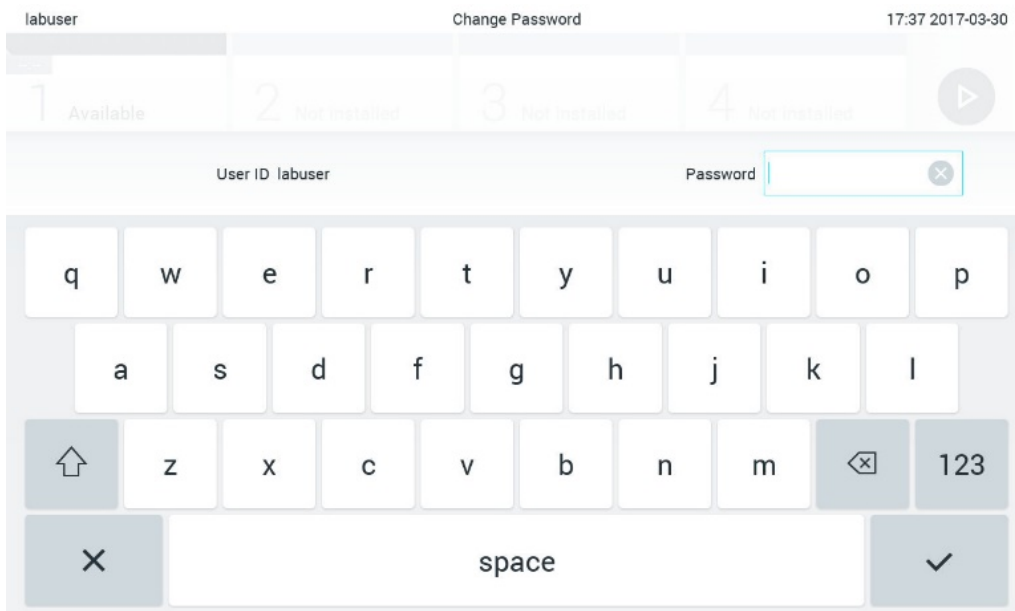 labuser Change Password 17:37 2017-03-30
1 Available 2 Not installed 3 Not installed 4 Not installed
User ID labuser Password
q w e r t y u i o p
a s d f g h j k l
z x c v b n m 123
space